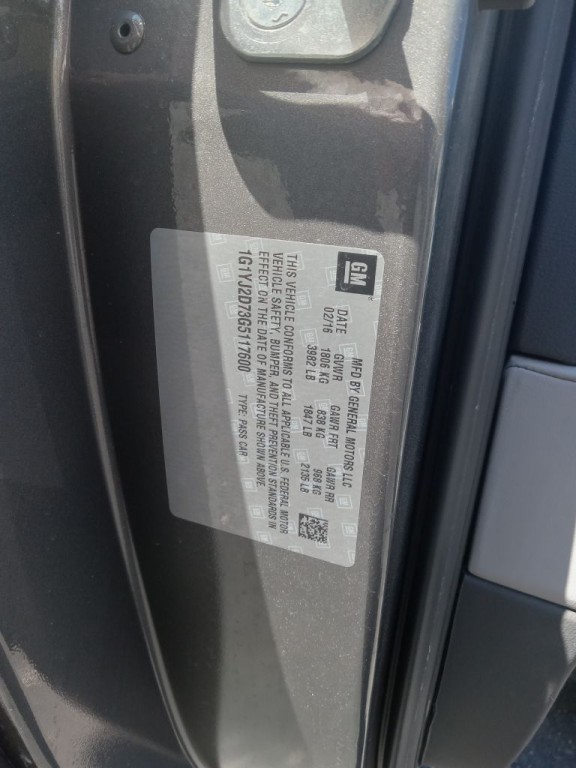 GM
MFD BY GENERAL MOTORS LLC
DATE GVWR GAWR FRT GAWR RR
02/16 1806 KG 838 KG 968 KG
3982 LB 1847 LB 2135 LB
THIS VEHICLE CONFORMS TO ALL APPLICABLE U.S. FEDERAL MOTOR
VEHICLE SAFETY, BUMPER, AND THEFT PREVENTION STANDARDS IN
EFFECT ON THE DATE OF MANUFACTURE SHOWN ABOVE.
1G1YJ2D73G5117600 TYPE: PASS CAR